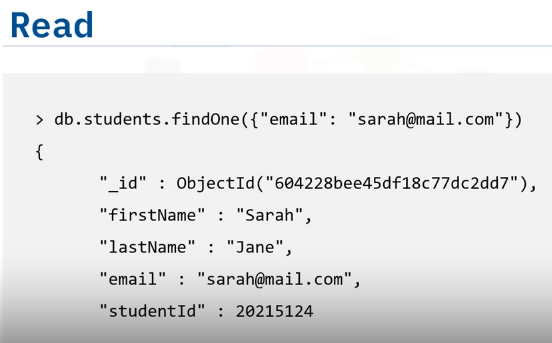 Read
> db.students.findOne({"email": "sarah@mail.com"})
{
"_id" : ObjectId("604228bee45df18c77dc2dd7"),
"firstName" : "Sarah",
"lastName" : "Jane",
"email" : "sarah@mail.com",
"studentId" : 20215124